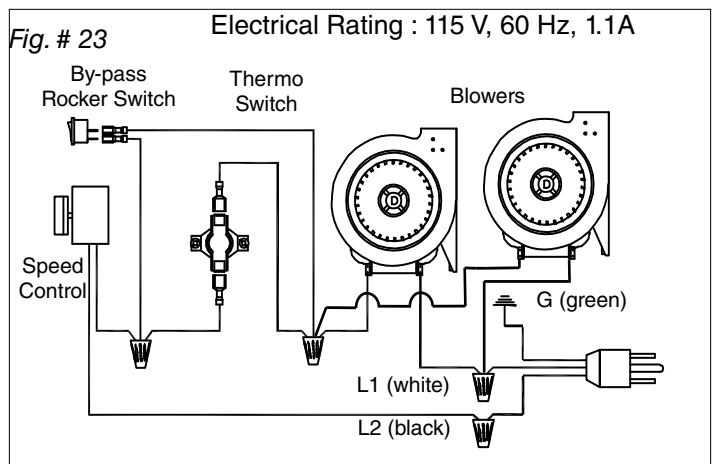 Fig. # 23
Electrical Rating : 115 V, 60 Hz, 1.1A
By-pass
Rocker Switch
Thermo
Switch
Blowers
Speed
Control
G (green)
L1 (white)
L2 (black)
D
D